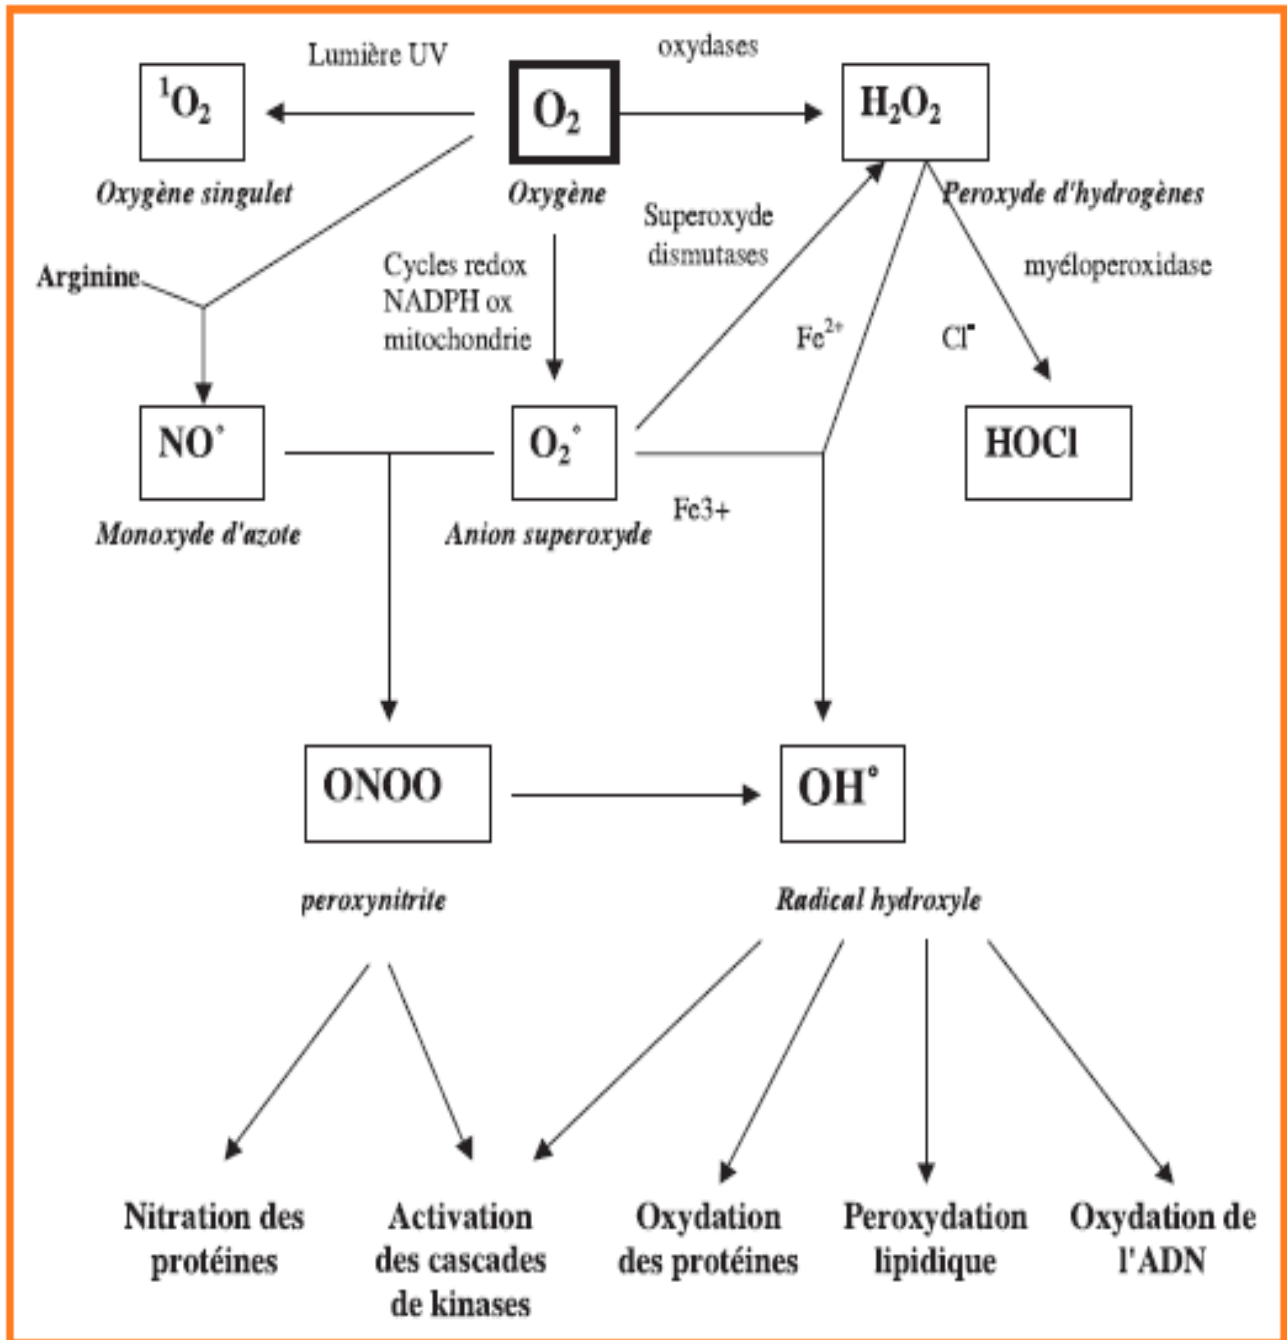 Lumière UV
oxydases
¹O₂
O₂
H₂O₂
Oxygène singulet
Oxygène
Peroxyde d'hydrogènes
Superoxyde
dismutases
Arginine
Cycles redox
NADPH ox
mitochondrie
myéloperoxidase
Fe²⁺
Cl⁻
NO°
O₂°
HOCl
Fe3+
Monoxyde d'azote
Anion superoxyde
ONOO
OH°
peroxynitrite
Radical hydroxyle
Nitration des
protéines
Activation
des cascades
de kinases
Oxydation
des protéines
Peroxydation
lipidique
Oxydation de
l'ADN